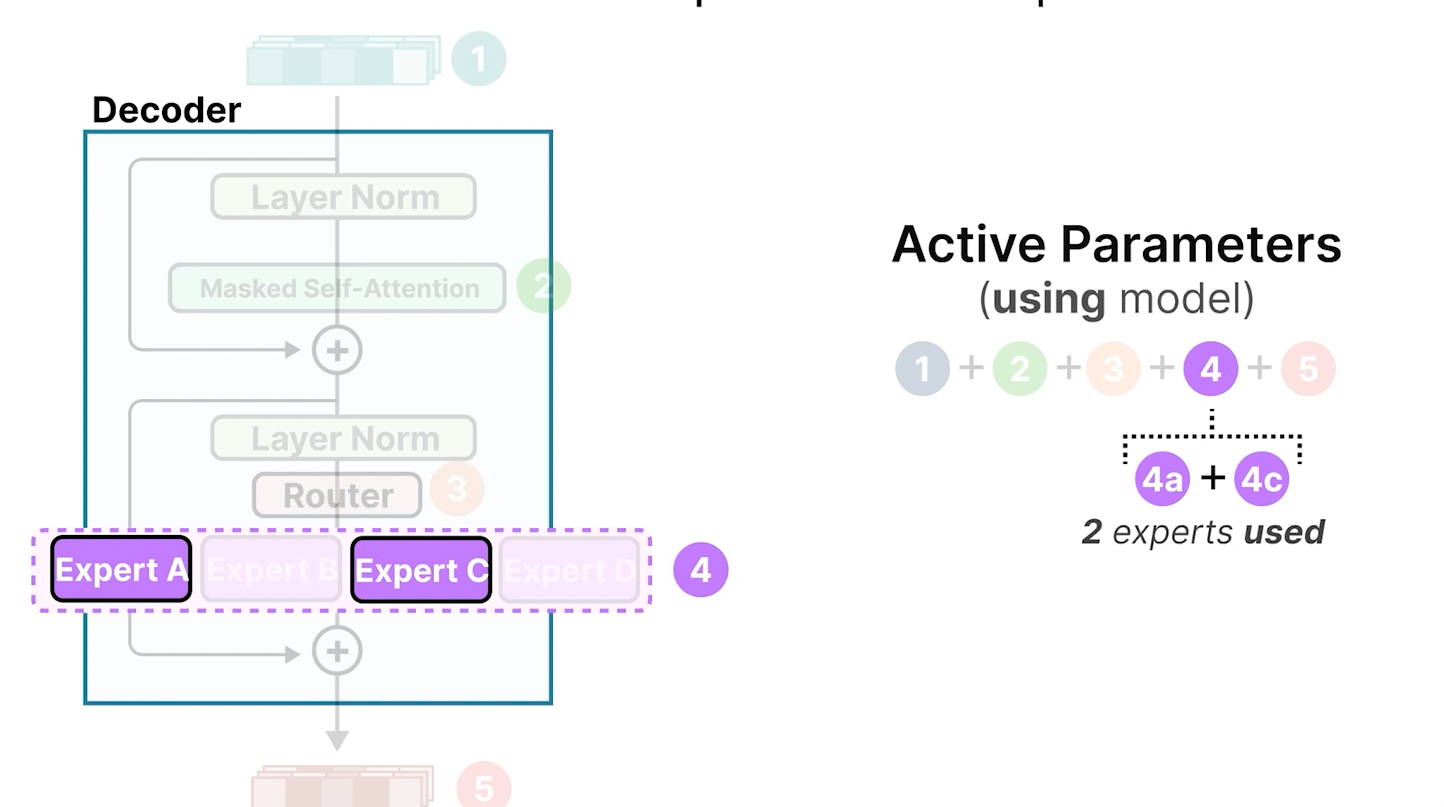 1
Decoder
Layer Norm
Masked Self-Attention
2
Layer Norm
Router
3
Expert A
Expert B
Expert C
Expert D
4
5
Active Parameters
(using model)
1 + 2 + 3 + 4 + 5
4a + 4c
2 experts used